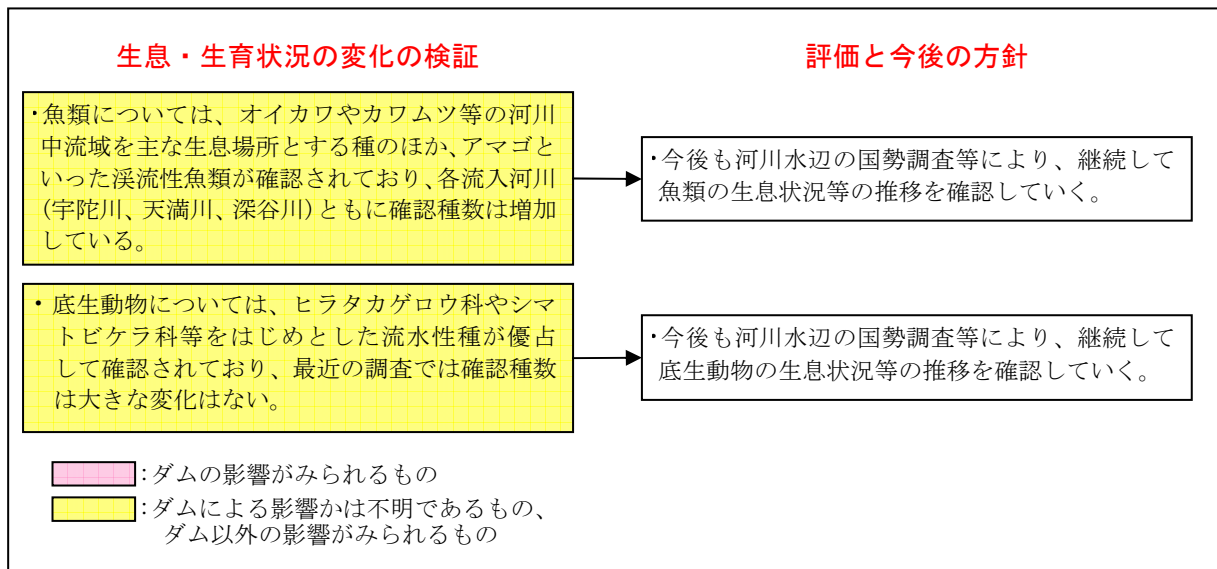 生息・生育状況の変化の検証
評価と今後の方針
・魚類については、オイカワやカワムツ等の河川
中流域を主な生息場所とする種のほか、アマゴと
いった渓流性魚類が確認されており、各流入河川
(宇陀川、天満川、深谷川)ともに確認種数は増加
している。
・今後も河川水辺の国勢調査等により、継続して
魚類の生息状況等の推移を確認していく。
・底生動物については、ヒラタカゲロウ科やシマ
トビケラ科等をはじめとした流水性種が優占
して確認されており、最近の調査では確認種数
は大きな変化はない。
・今後も河川水辺の国勢調査等により、継続して
底生動物の生息状況等の推移を確認していく。
:ダムの影響がみられるもの
:ダムによる影響かは不明であるもの、
ダム以外の影響がみられるもの